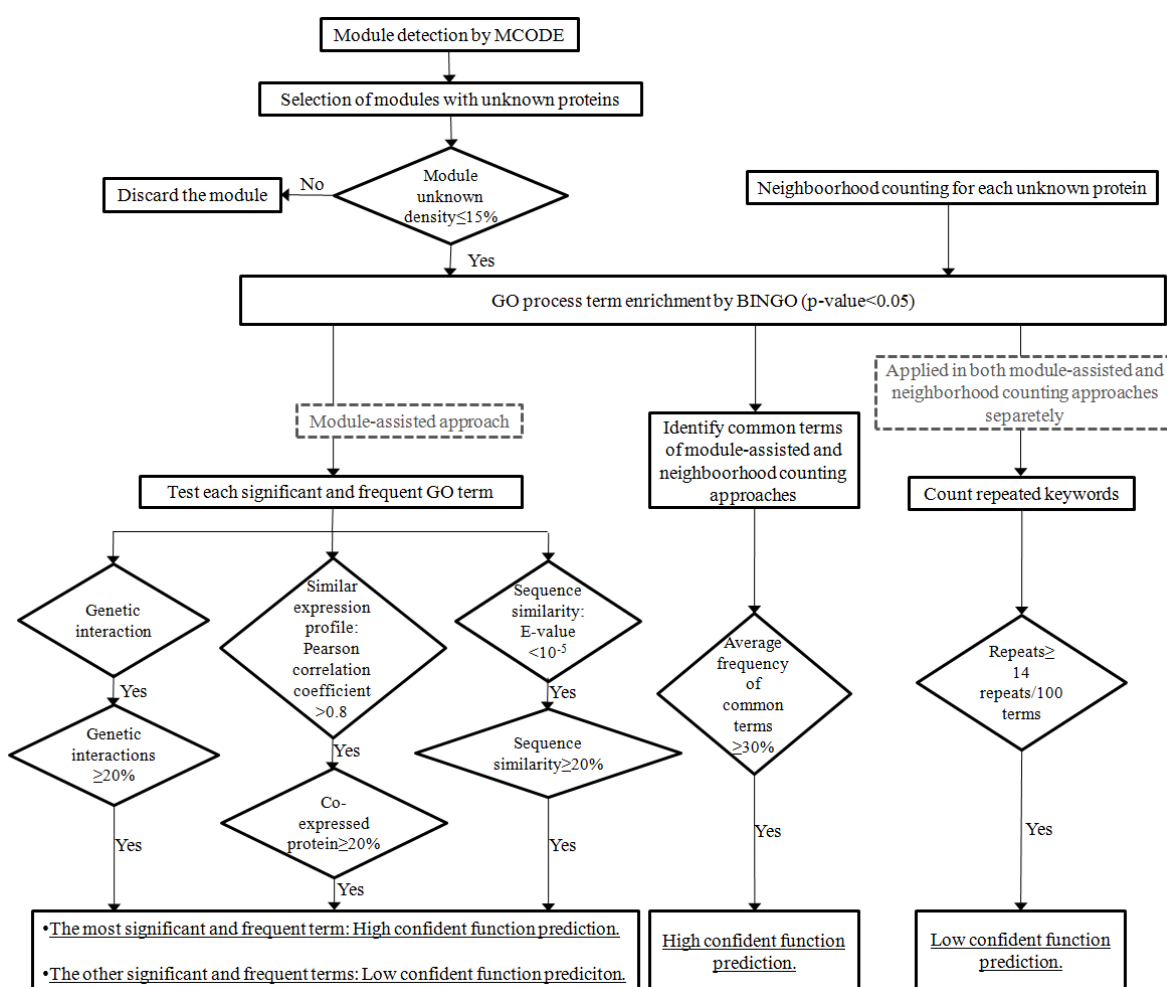 Module detection by MCODE
Selection of modules with unknown proteins
Module
unknown
density≤15%
No
Discard the module
Neighboorhood counting for each unknown protein
Yes
GO process term enrichment by BINGO (p-value<0.05)
Module-assisted approach
Applied in both module-assisted and
neighborhood counting approaches
separetely
Identify common terms
of module-assisted and
neighboorhood counting
approaches
Test each significant and frequent GO term
Count repeated keywords
Genetic
interaction
Similar
expression
profile:
Pearson
correlation
coefficient
>0.8
Sequence
similarity:
E-value
<10⁻⁵
Average
frequency
of
common
terms
≥30%
Repeats≥
14
repeats/100
terms
Yes
Yes
Yes
Genetic
interactions
≥20%
Co-
expressed
protein≥20%
Sequence
similarity≥20%
Yes
Yes
Yes
Yes
Yes
•The most significant and frequent term: High confident function prediction.
•The other significant and frequent terms: Low confident function prediciton.
High confident function
prediction.
Low confident function
prediction.